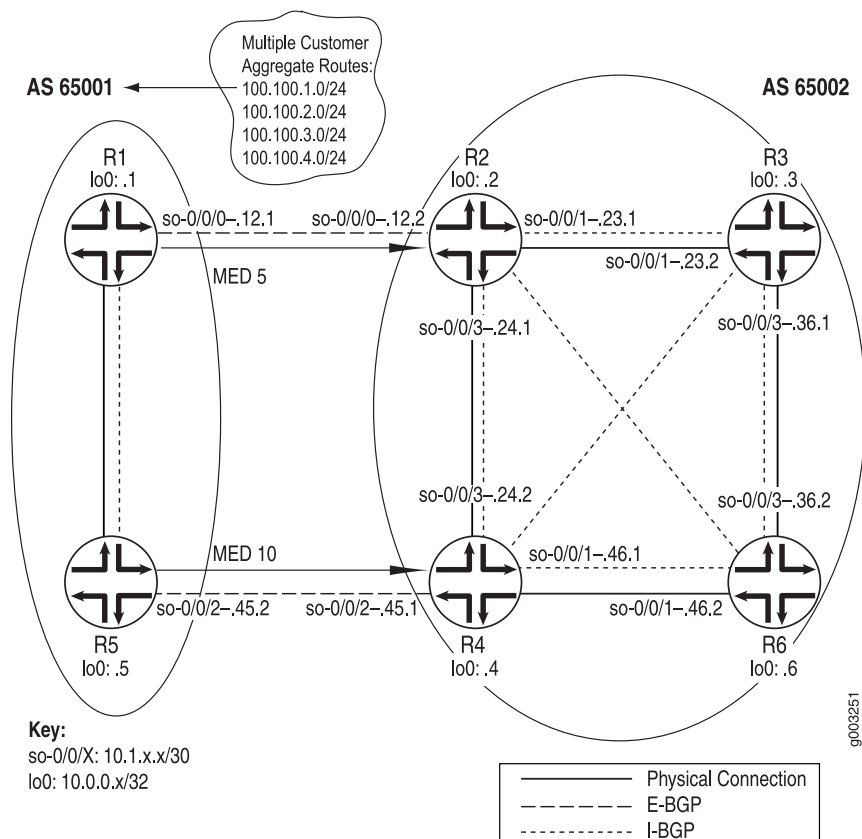 Multiple Customer
Aggregate Routes:
100.100.1.0/24
100.100.2.0/24
100.100.3.0/24
100.100.4.0/24
AS 65001
AS 65002
R1
lo0: .1
R2
lo0: .2
R3
lo0: .3
so-0/0/0–.12.1
so-0/0/0–.12.2
so-0/0/1–.23.1
MED 5
so-0/0/1–.23.2
so-0/0/3–.24.1
so-0/0/3–.36.1
so-0/0/3–.24.2
so-0/0/3–.36.2
MED 10
so-0/0/1–.46.1
so-0/0/2–.45.2
so-0/0/2–.45.1
so-0/0/1–.46.2
R5
lo0: .5
R4
lo0: .4
R6
lo0: .6
Key:
so-0/0/X: 10.1.x.x/30
lo0: 10.0.0.x/32
Physical Connection
E-BGP
I-BGP
g003251